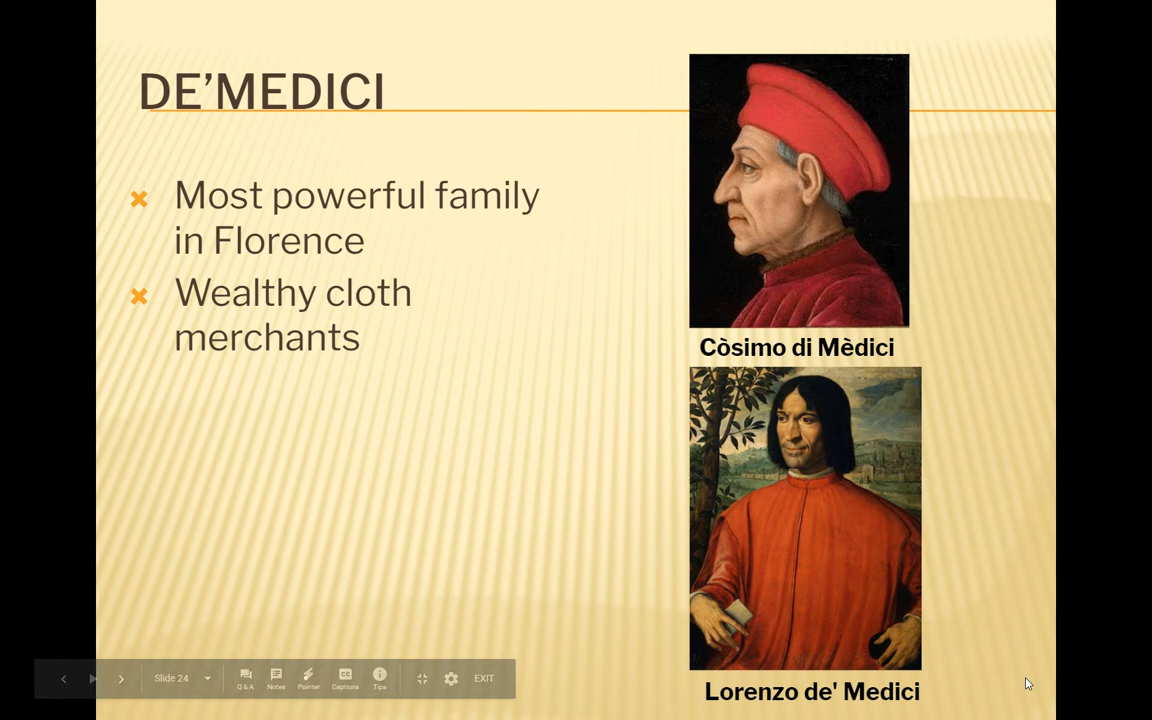 DE’MEDICI
Most powerful family
in Florence
Wealthy cloth
merchants
Còsimo di Mèdici
Lorenzo de' Medici
Slide 24
Q & A
Notes
Pointer
Captions
Tips
EXIT